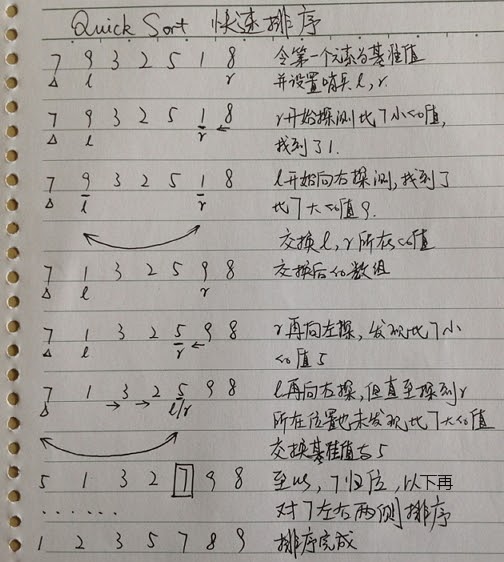 Quick Sort 快速排序
7 9 3 2 5 1 8 令第一个元素为基准值
△ l r 并设置哨兵 l, r.
7 9 3 2 5 1 8 r开始探测比7小的值,
△ l r ← 找到了1.
7 9 3 2 5 1 8 l开始向右探测,找到了
△ l r 比7大的值9.
交换l, r所在的值
7 1 3 2 5 9 8 交换后的数组
△ l r
7 1 3 2 5 9 8 r再向左探,发现比7小
△ l r ← 的值5
7 1 3 2 5 9 8 l再向右探,但直至探到r
△ → → l/r 所在位置也未发现比7大的值
交换基准值与5
5 1 3 2 7 9 8 至此, 7归位, 以下再
...... 对7左右两侧排序
1 2 3 5 7 8 9 排序完成